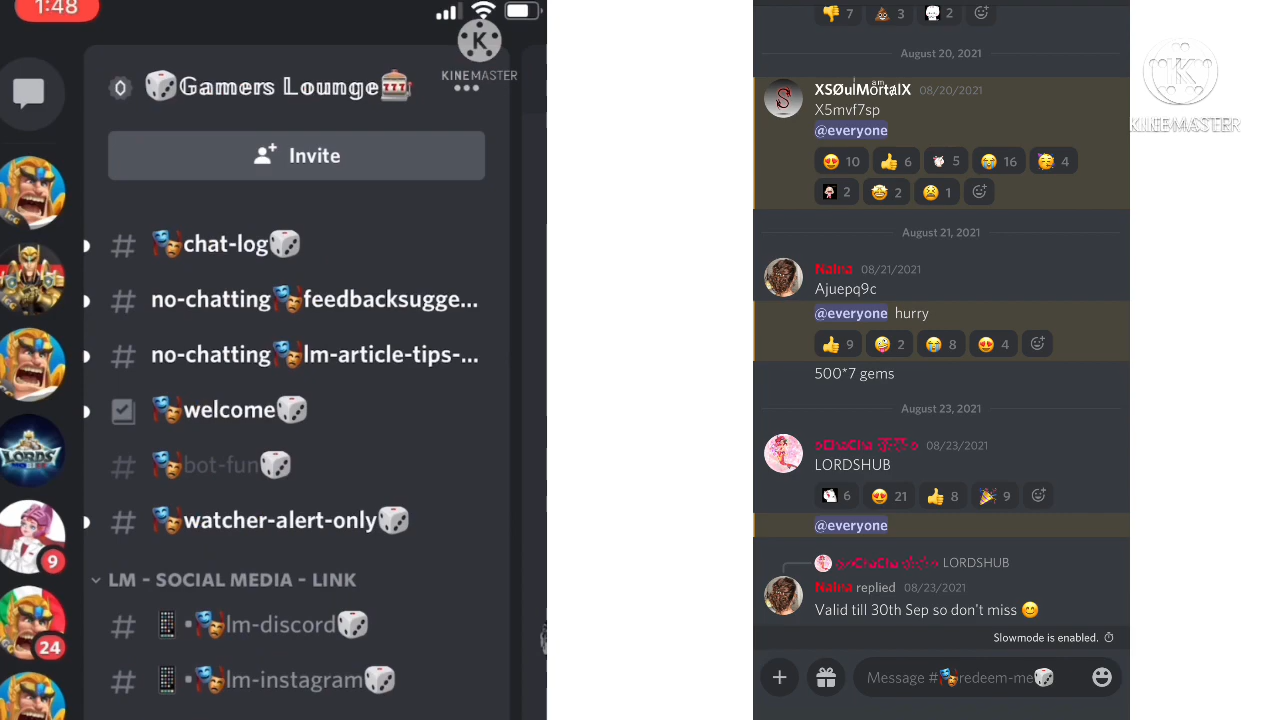 1:48
🎲𝔾𝕒𝕞𝕖𝕣𝕤 𝕃𝕠𝕦𝕟𝕘𝕖🎰
KINEMASTER
Invite
# 🎭chat-log🎲
# no-chatting🎭feedbacksugge...
# no-chatting🎭lm-article-tips-...
🎭welcome🎲
# 🎭bot-fun🎲
# 🎭watcher-alert-only🎲
LM - SOCIAL MEDIA - LINK
# 📱•🎭lm-discord🎲
# 📱•🎭lm-instagram🎲
9
24
👎 7 💩 3 2
August 20, 2021
08/20/2021
X5mvf7sp
@everyone
😍 10 👍 6 5 😭 16 🥳 4
2 🤩 2 😫 1
August 21, 2021
Nalna 08/21/2021
Ajuepq9c
@everyone hurry
👍 9 🤪 2 😭 8 😍 4
500*7 gems
August 23, 2021
08/23/2021
LORDSHUB
6 😍 21 👍 8 🎉 9
@everyone
LORDSHUB
Nalna replied 08/23/2021
Valid till 30th Sep so don't miss 😊
Slowmode is enabled.
Message #🎭redeem-me🎲
KINEMASTER